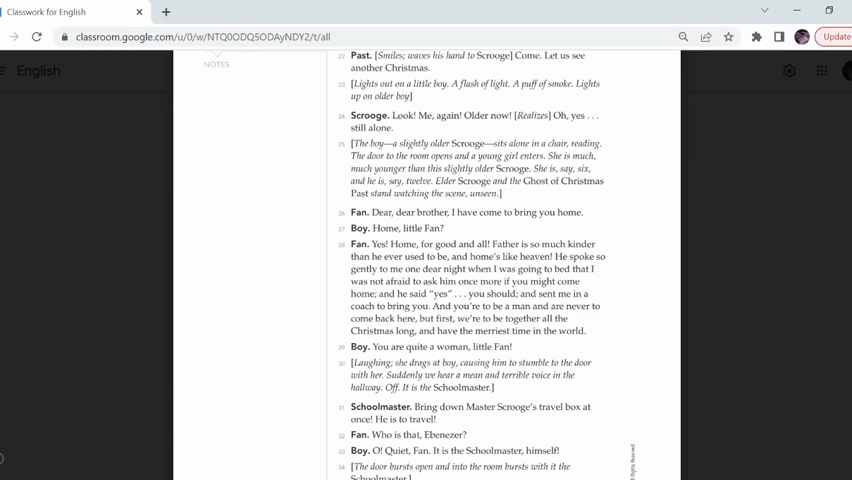 Classwork for English
classroom.google.com/u/0/w/NTQ0ODQ5ODAyNDY2/t/all
Update
English
NOTES
22 Past. [Smiles; waves his hand to Scrooge] Come. Let us see
another Christmas.
23 [Lights out on a little boy. A flash of light. A puff of smoke. Lights
up on older boy]
24 Scrooge. Look! Me, again! Older now! [Realizes] Oh, yes . . .
still alone.
25 [The boy—a slightly older Scrooge—sits alone in a chair, reading.
The door to the room opens and a young girl enters. She is much,
much younger than this slightly older Scrooge. She is, say, six,
and he is, say, twelve. Elder Scrooge and the Ghost of Christmas
Past stand watching the scene, unseen.]
26 Fan. Dear, dear brother, I have come to bring you home.
27 Boy. Home, little Fan?
28 Fan. Yes! Home, for good and all! Father is so much kinder
than he ever used to be, and home's like heaven! He spoke so
gently to me one dear night when I was going to bed that I
was not afraid to ask him once more if you might come
home; and he said “yes” . . . you should; and sent me in a
coach to bring you. And you're to be a man and are never to
come back here, but first, we're to be together all the
Christmas long, and have the merriest time in the world.
29 Boy. You are quite a woman, little Fan!
30 [Laughing; she drags at boy, causing him to stumble to the door
with her. Suddenly we hear a mean and terrible voice in the
hallway. Off. It is the Schoolmaster.]
31 Schoolmaster. Bring down Master Scrooge's travel box at
once! He is to travel!
32 Fan. Who is that, Ebenezer?
33 Boy. O! Quiet, Fan. It is the Schoolmaster, himself!
34 [The door bursts open and into the room bursts with it the
Schoolmaster.]
Rights Reserved.